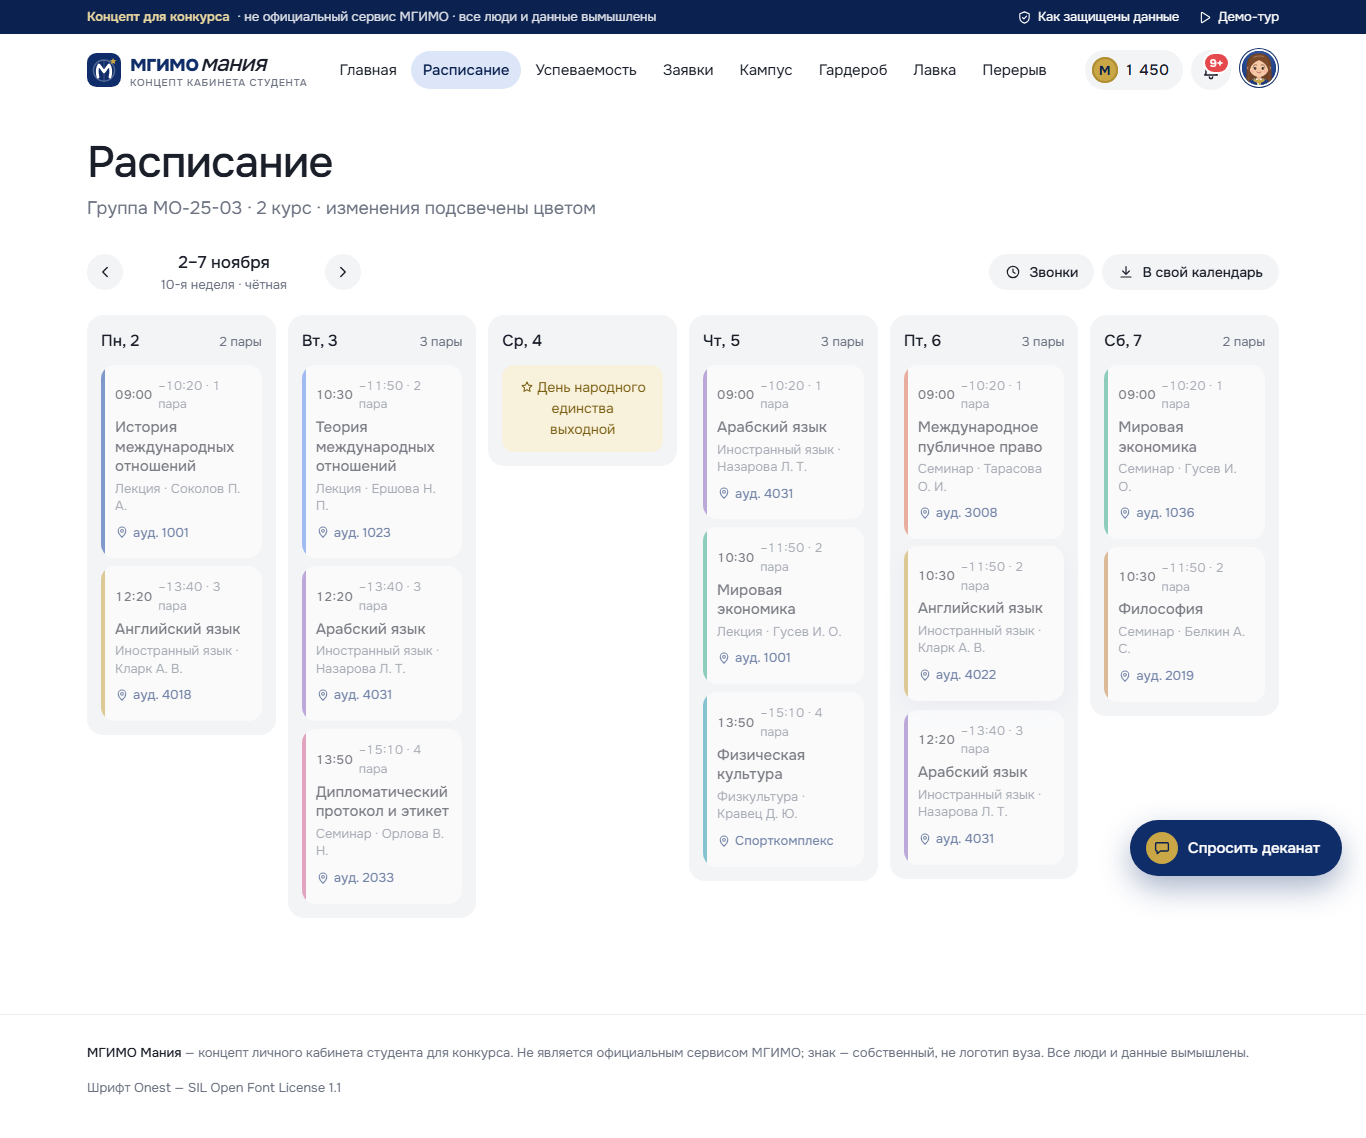 Концепт для конкурса · не официальный сервис МГИМО · все люди и данные вымышлены
Как защищены данные
Демо-тур
М
МГИМО Мания
КОНЦЕПТ КАБИНЕТА СТУДЕНТА
Главная
Расписание
Успеваемость
Заявки
Кампус
Гардероб
Лавка
Перерыв
М 1 450
9+
Расписание
Группа МО-25-03 · 2 курс · изменения подсвечены цветом
2–7 ноября
10-я неделя · чётная
Звонки
В свой календарь
Пн, 2
2 пары
09:00 –10:20 · 1
пара
История
международных
отношений
Лекция · Соколов П.
А.
ауд. 1001
12:20 –13:40 · 3
пара
Английский язык
Иностранный язык ·
Кларк А. В.
ауд. 4018
Вт, 3
3 пары
10:30 –11:50 · 2
пара
Теория
международных
отношений
Лекция · Ершова Н.
П.
ауд. 1023
12:20 –13:40 · 3
пара
Арабский язык
Иностранный язык ·
Назарова Л. Т.
ауд. 4031
13:50 –15:10 · 4
пара
Дипломатический
протокол и этикет
Семинар · Орлова В.
Н.
ауд. 2033
Ср, 4
День народного
единства
выходной
Чт, 5
3 пары
09:00 –10:20 · 1
пара
Арабский язык
Иностранный язык ·
Назарова Л. Т.
ауд. 4031
10:30 –11:50 · 2
пара
Мировая
экономика
Лекция · Гусев И. О.
ауд. 1001
13:50 –15:10 · 4
пара
Физическая
культура
Физкультура ·
Кравец Д. Ю.
Спорткомплекс
Пт, 6
3 пары
09:00 –10:20 · 1
пара
Международное
публичное право
Семинар · Тарасова
О. И.
ауд. 3008
10:30 –11:50 · 2
пара
Английский язык
Иностранный язык ·
Кларк А. В.
ауд. 4022
12:20 –13:40 · 3
пара
Арабский язык
Иностранный язык ·
Назарова Л. Т.
ауд. 4031
Сб, 7
2 пары
09:00 –10:20 · 1
пара
Мировая
экономика
Семинар · Гусев И.
О.
ауд. 1036
10:30 –11:50 · 2
пара
Философия
Семинар · Белкин А.
С.
ауд. 2019
Спросить деканат
МГИМО Мания — концепт личного кабинета студента для конкурса. Не является официальным сервисом МГИМО; знак — собственный, не логотип вуза. Все люди и данные вымышлены.
Шрифт Onest — SIL Open Font License 1.1